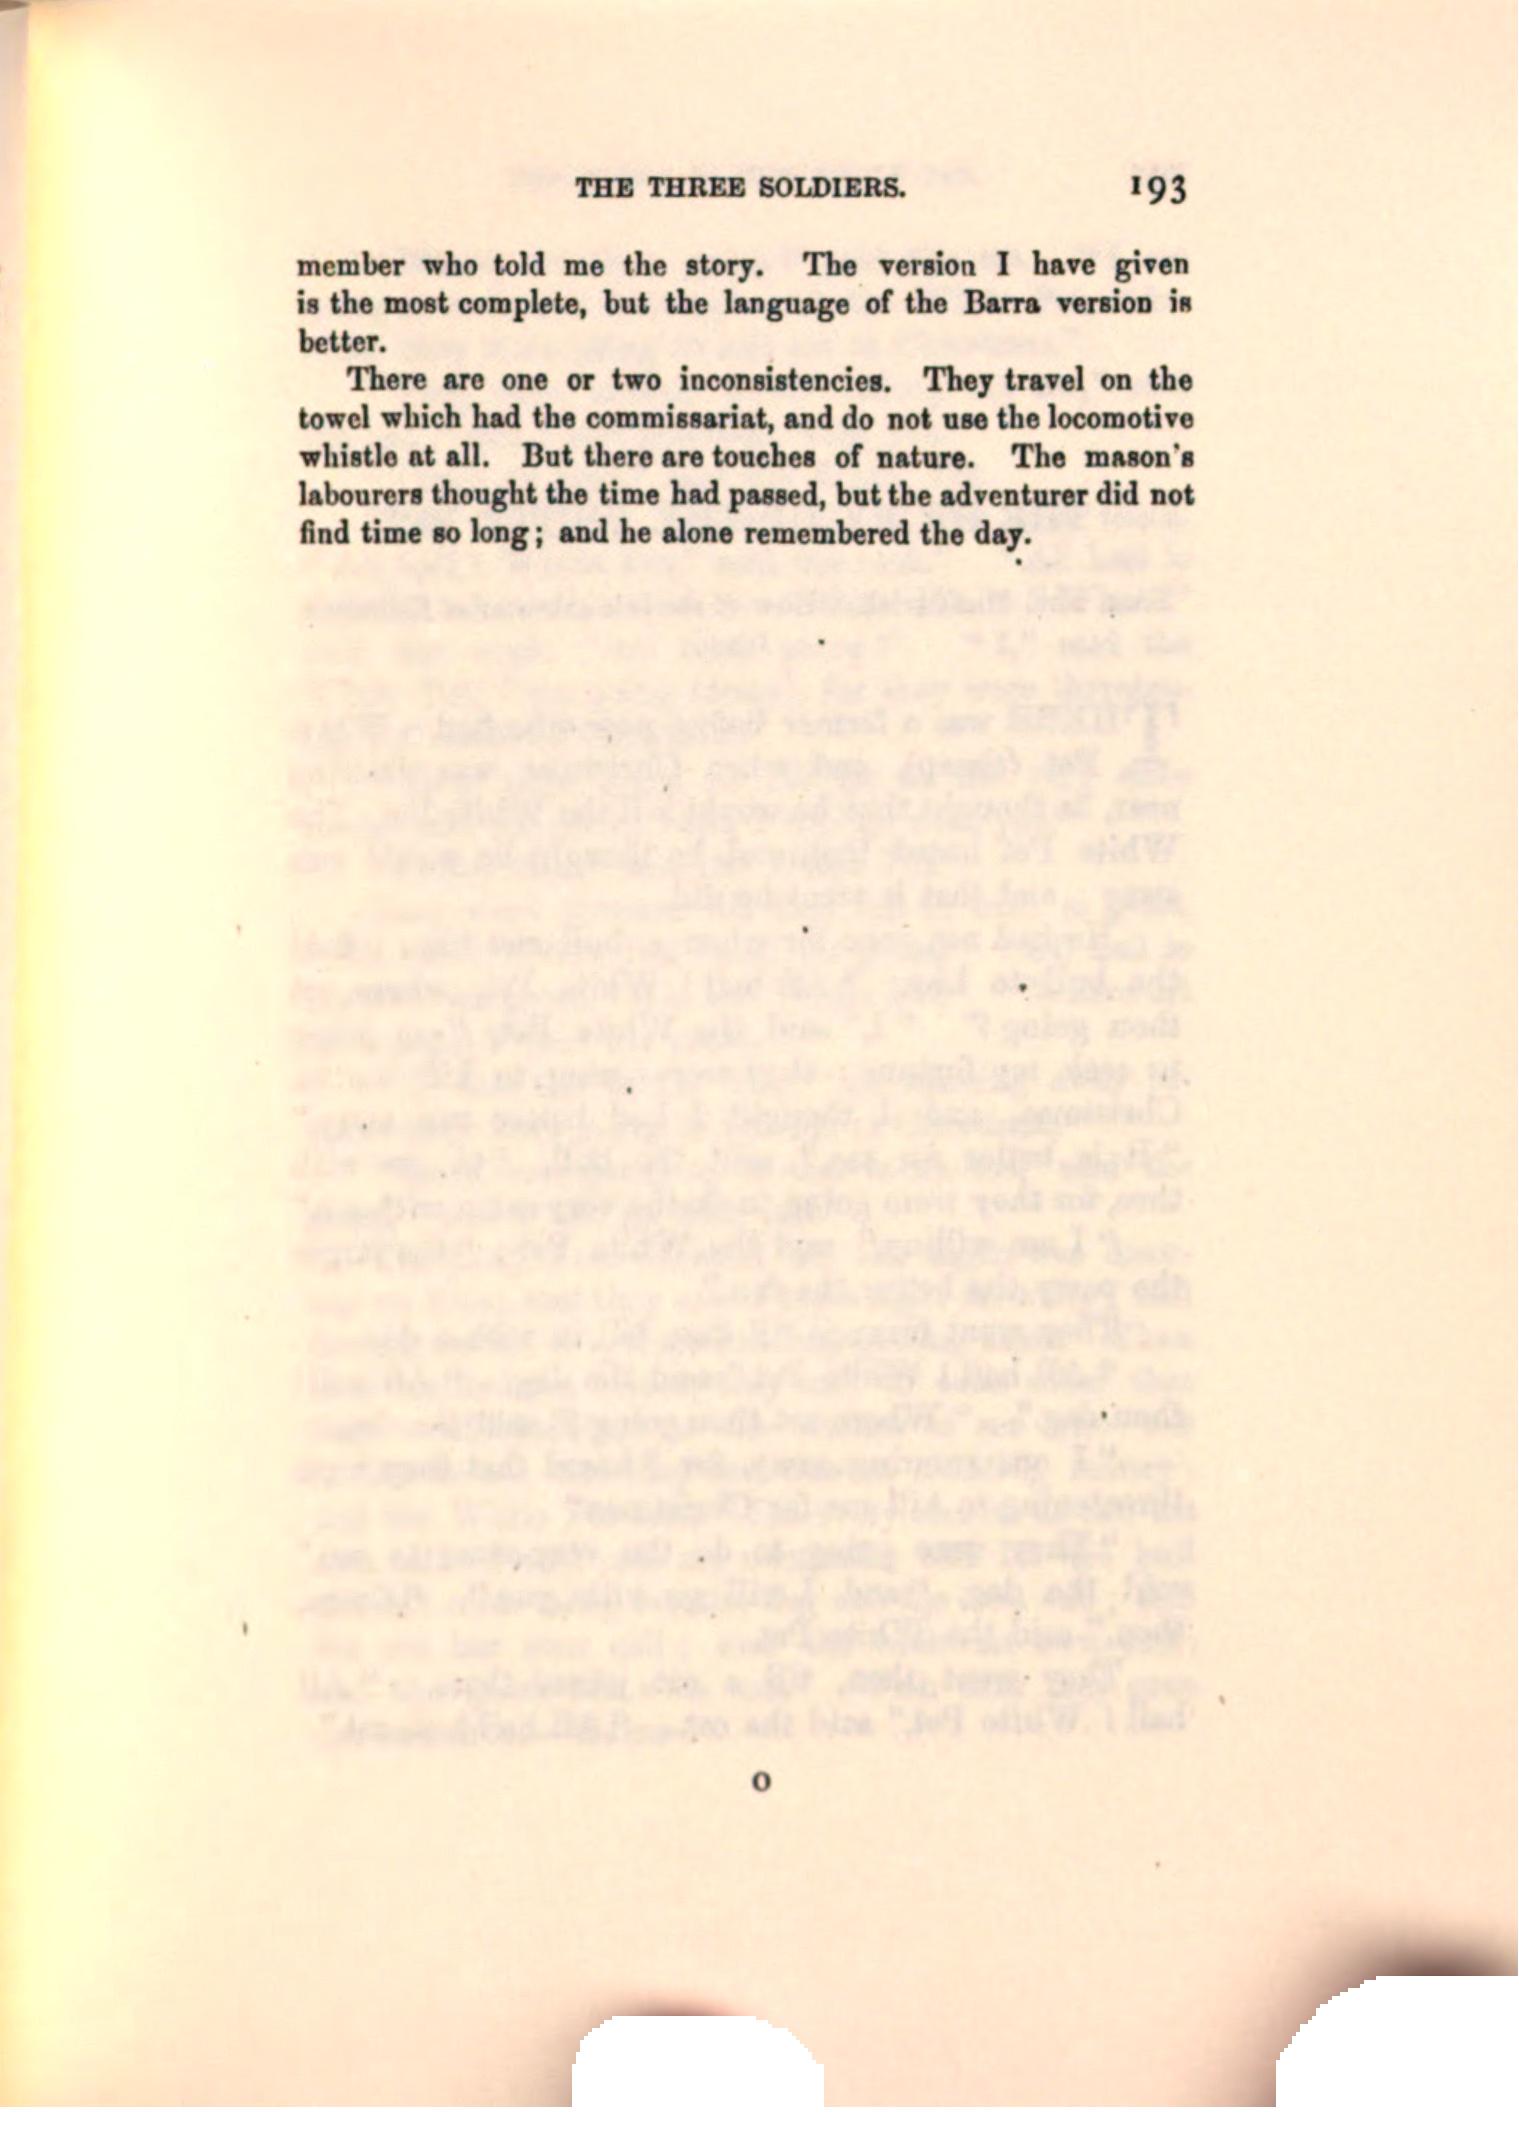 THE THREE SOLDIERS. 193
member who told me the story. The version I have given
is the most complete, but the language of the Barra version is
better.
There are one or two inconsistencies. They travel on the
towel which had the commissariat, and do not use the locomotive
whistle at all. But there are touches of nature. The mason's
labourers thought the time had passed, but the adventurer did not
find time so long; and he alone remembered the day.
O